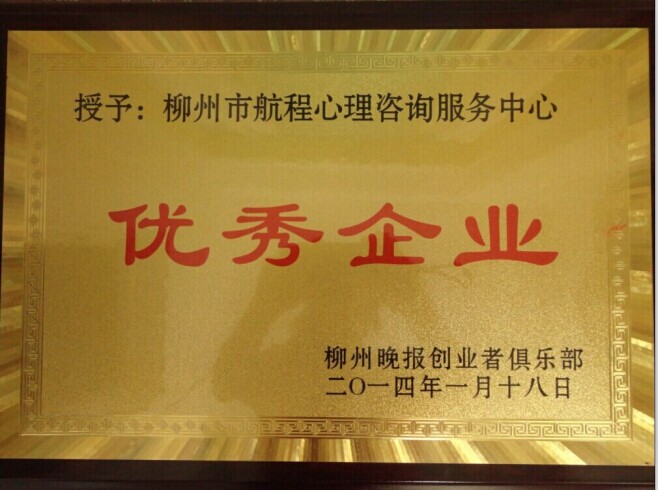 授予：柳州市航程心理咨询服务中心
优秀企业
柳州晚报创业者俱乐部
二〇一四年一月十八日